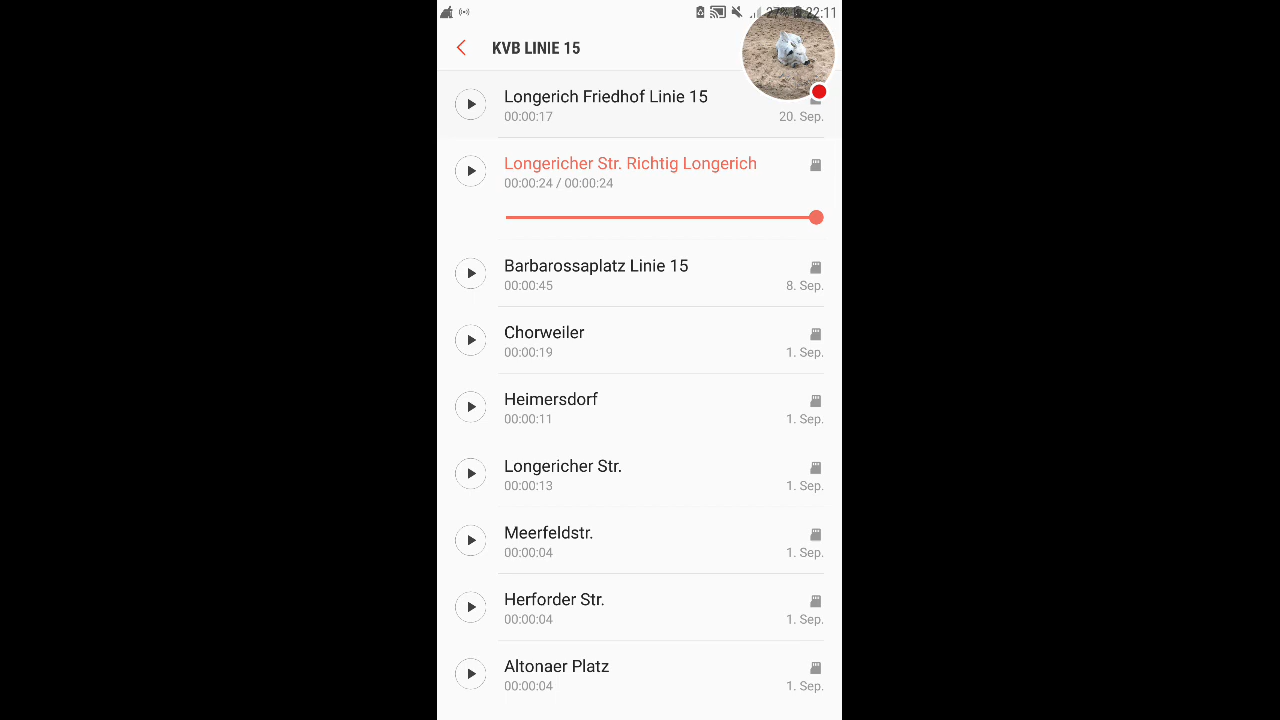 27% 22:11
KVB LINIE 15
Longerich Friedhof Linie 15
00:00:17
20. Sep.
Longericher Str. Richtig Longerich
00:00:24 / 00:00:24
Barbarossaplatz Linie 15
00:00:45
8. Sep.
Chorweiler
00:00:19
1. Sep.
Heimersdorf
00:00:11
1. Sep.
Longericher Str.
00:00:13
1. Sep.
Meerfeldstr.
00:00:04
1. Sep.
Herforder Str.
00:00:04
1. Sep.
Altonaer Platz
00:00:04
1. Sep.